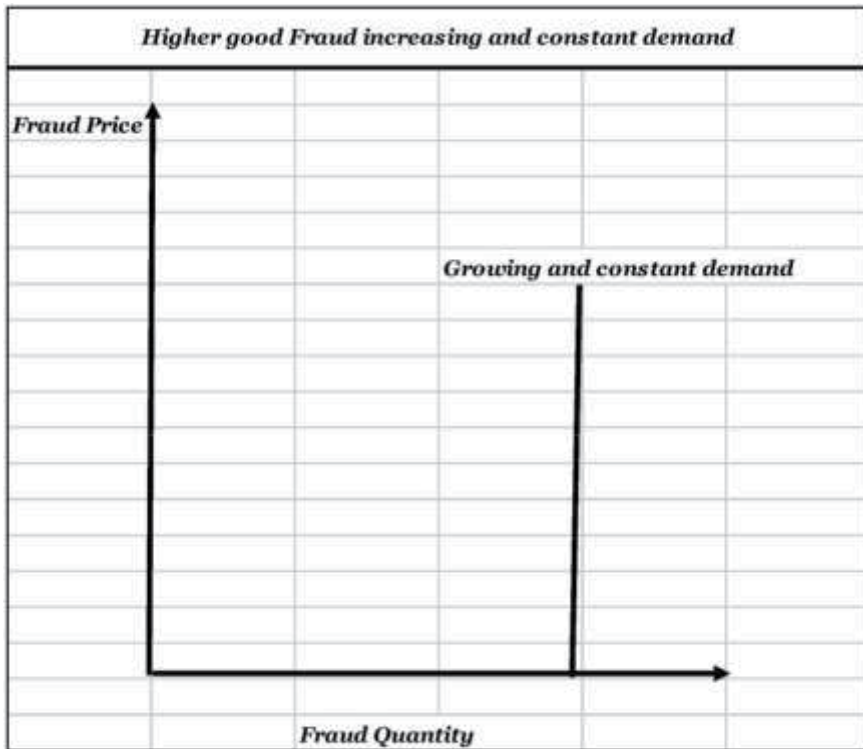 Higher good Fraud increasing and constant demand
Fraud Price
Growing and constant demand
Fraud Quantity